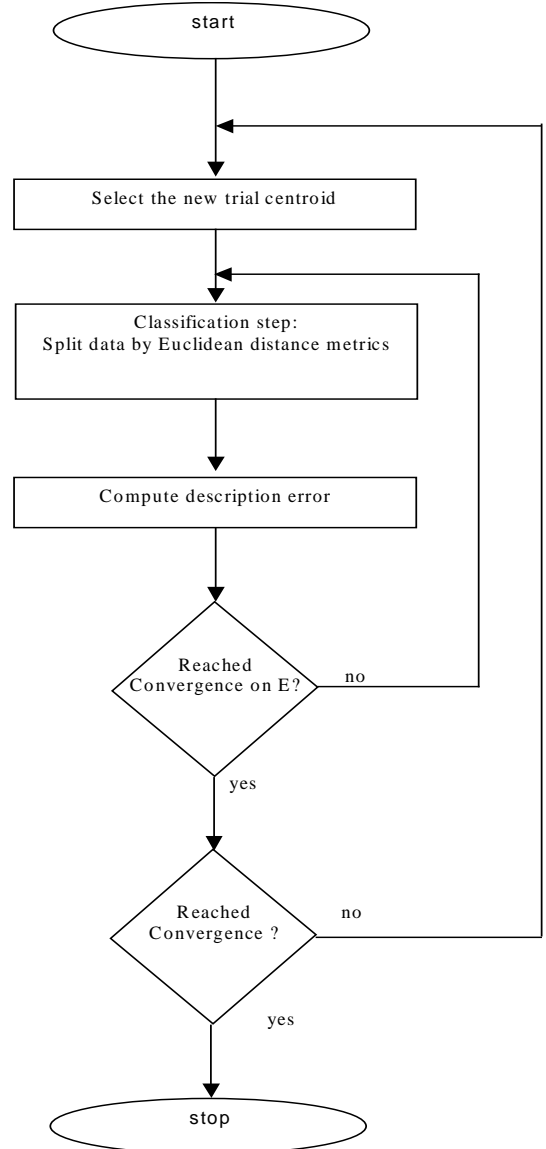 start
Select the new trial centroid
Classification step:
Split data by Euclidean distance metrics
Compute description error
Reached
Convergence on E?
no
yes
Reached
Convergence ?
no
yes
stop